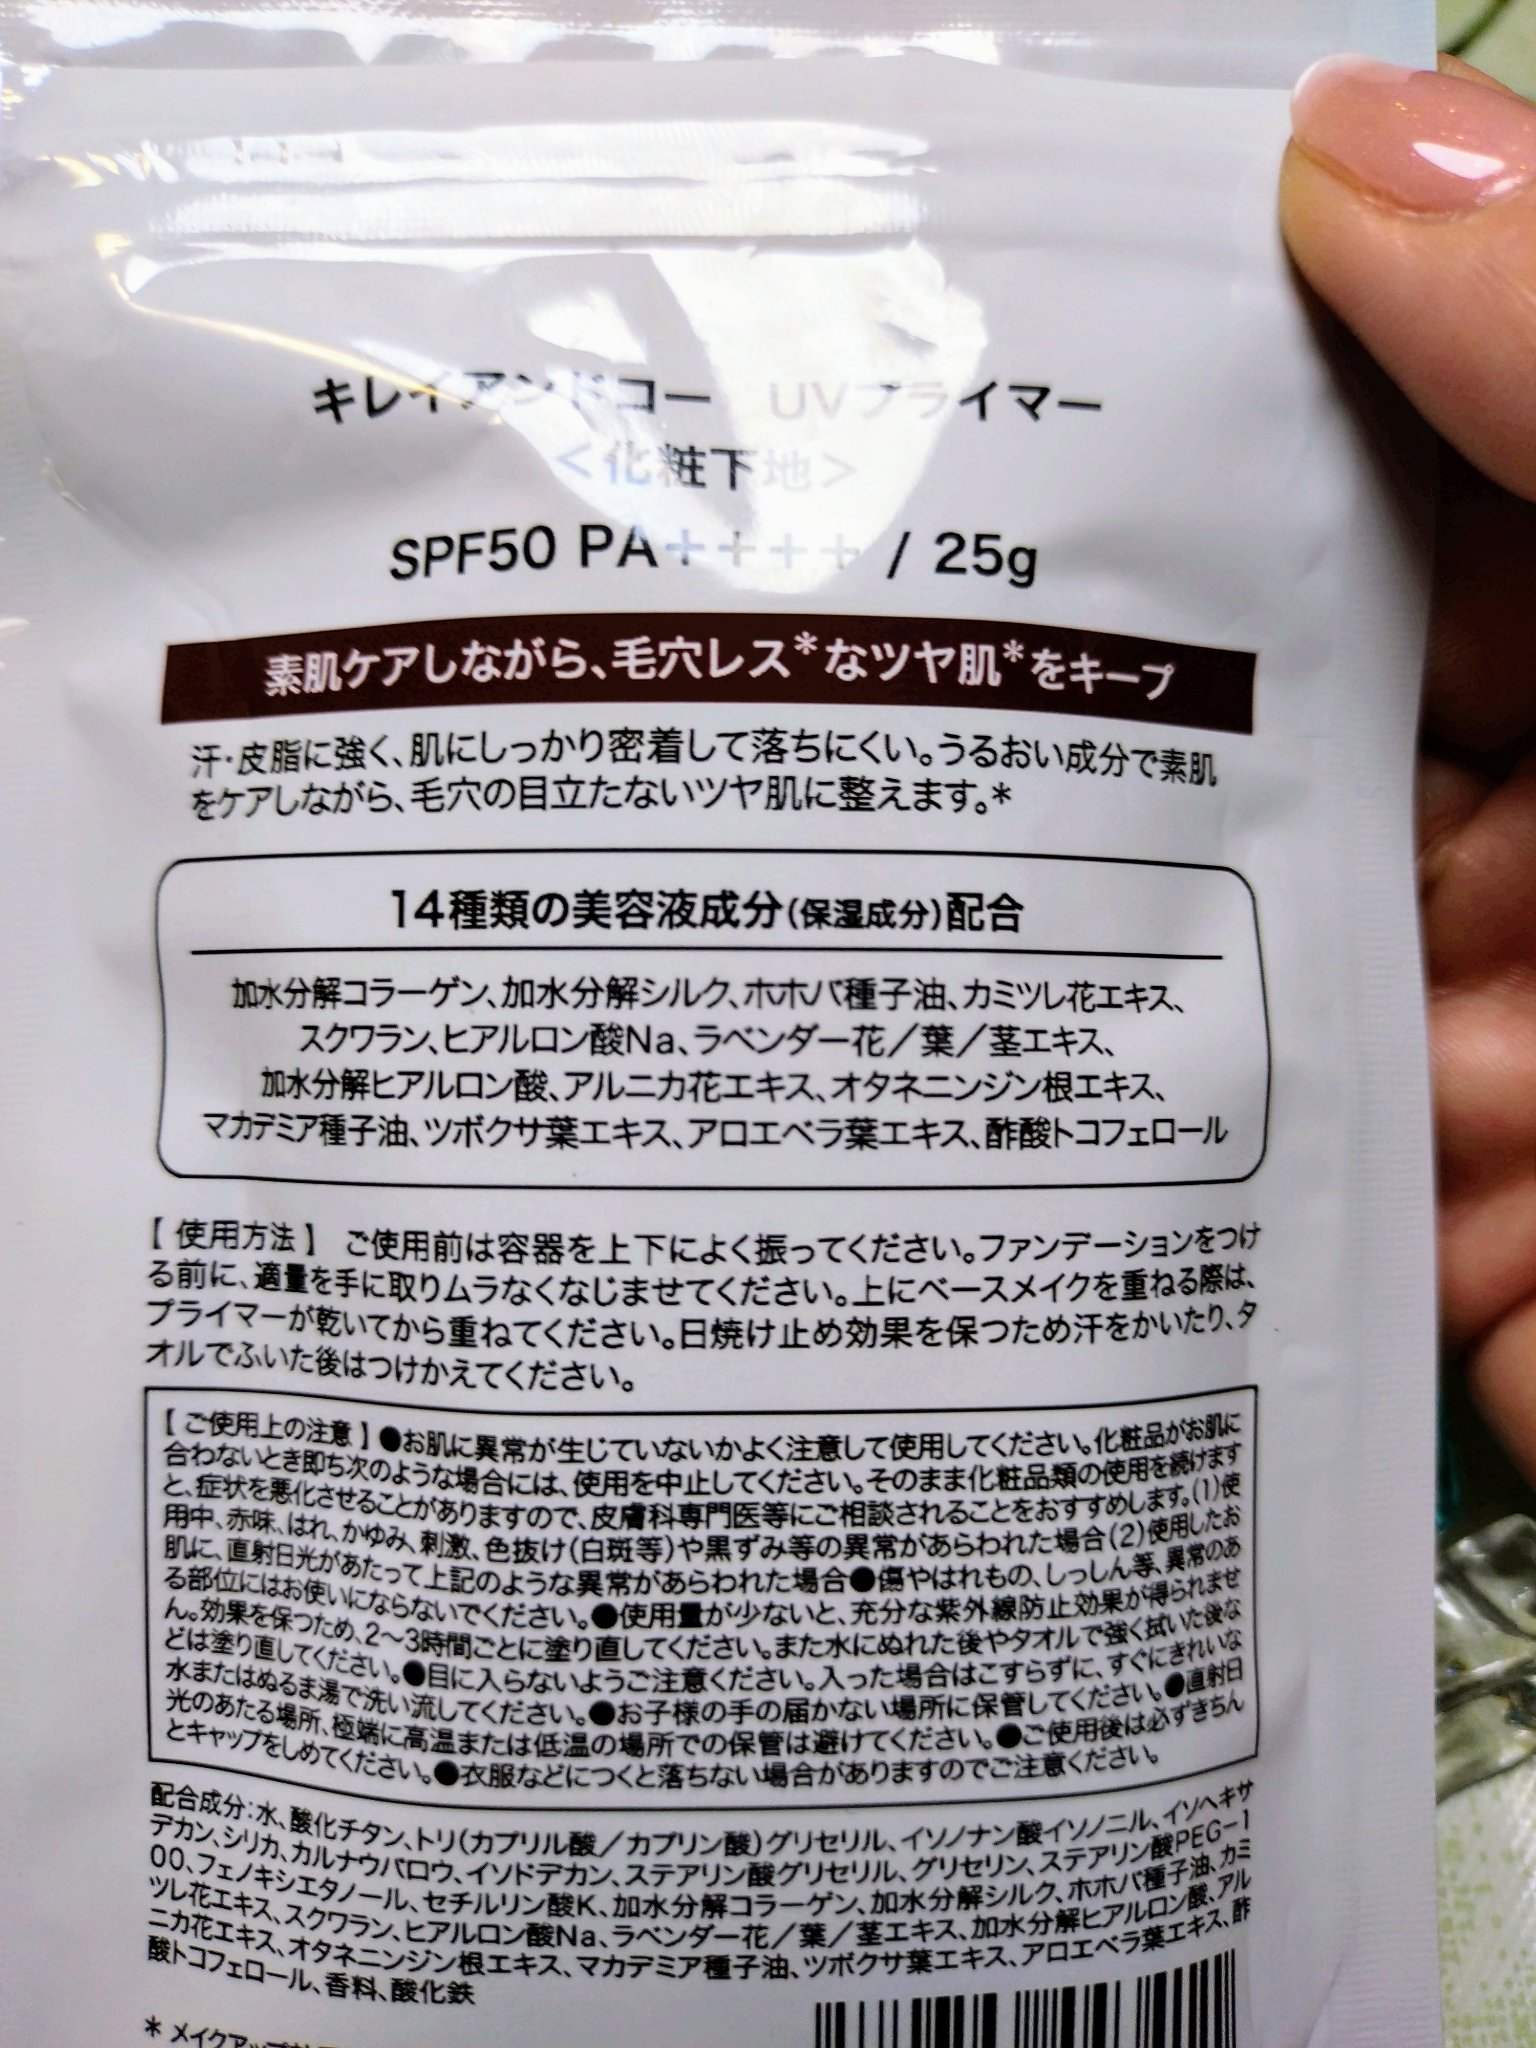 キレイアンドコー UVプライマー
<化粧下地>
SPF50 PA++++ / 25g
素肌ケアしながら、毛穴レス*なツヤ肌*をキープ
汗・皮脂に強く、肌にしっかり密着して落ちにくい。うるおい成分で素肌
をケアしながら、毛穴の目立たないツヤ肌に整えます。*
14種類の美容液成分(保湿成分)配合
加水分解コラーゲン、加水分解シルク、ホホバ種子油、カミツレ花エキス、
スクワラン、ヒアルロン酸Na、ラベンダー花/葉/茎エキス、
加水分解ヒアルロン酸、アルニカ花エキス、オタネニンジン根エキス、
マカデミア種子油、ツボクサ葉エキス、アロエベラ葉エキス、酢酸トコフェロール
【 使用方法 】 ご使用前は容器を上下によく振ってください。ファンデーションをつけ
る前に、適量を手に取りムラなくなじませてください。上にベースメイクを重ねる際は、
プライマーが乾いてから重ねてください。日焼け止め効果を保つため汗をかいたり、タ
オルでふいた後はつけかえてください。
【 ご使用上の注意 】●お肌に異常が生じていないかよく注意して使用してください。化粧品がお肌に
合わないとき即ち次のような場合には、使用を中止してください。そのまま化粧品類の使用を続けます
と、症状を悪化させることがありますので、皮膚科専門医等にご相談されることをおすすめします。(1)使
用中、赤味、はれ、かゆみ、刺激、色抜け(白斑等)や黒ずみ等の異常があらわれた場合(2)使用したお
肌に、直射日光があたって上記のような異常があらわれた場合●傷やはれもの、しっしん等、異常のあ
る部位にはお使いにならないでください。●使用量が少ないと、充分な紫外線防止効果が得られませ
ん。効果を保つため、2〜3時間ごとに塗り直してください。また水にぬれた後やタオルで強く拭いた後な
どは塗り直してください。●目に入らないようご注意ください。入った場合はこすらずに、すぐにきれいな
水またはぬるま湯で洗い流してください。●お子様の手の届かない場所に保管してください。●直射日
光のあたる場所、極端に高温または低温の場所での保管は避けてください。●ご使用後は必ずきちん
とキャップをしめてください。●衣服などにつくと落ちない場合がありますのでご注意ください。
配合成分:水、酸化チタン、トリ(カプリル酸/カプリン酸)グリセリル、イソノナン酸イソノニル、イソヘキサ
デカン、シリカ、カルナウバロウ、イソドデカン、ステアリン酸グリセリル、グリセリン、ステアリン酸PEG-1
00、フェノキシエタノール、セチルリン酸K、加水分解コラーゲン、加水分解シルク、ホホバ種子油、カミ
ツレ花エキス、スクワラン、ヒアルロン酸Na、ラベンダー花/葉/茎エキス、加水分解ヒアルロン酸、アル
ニカ花エキス、オタネニンジン根エキス、マカデミア種子油、ツボクサ葉エキス、アロエベラ葉エキス、酢
酸トコフェロール、香料、酸化鉄
* メイクアップ